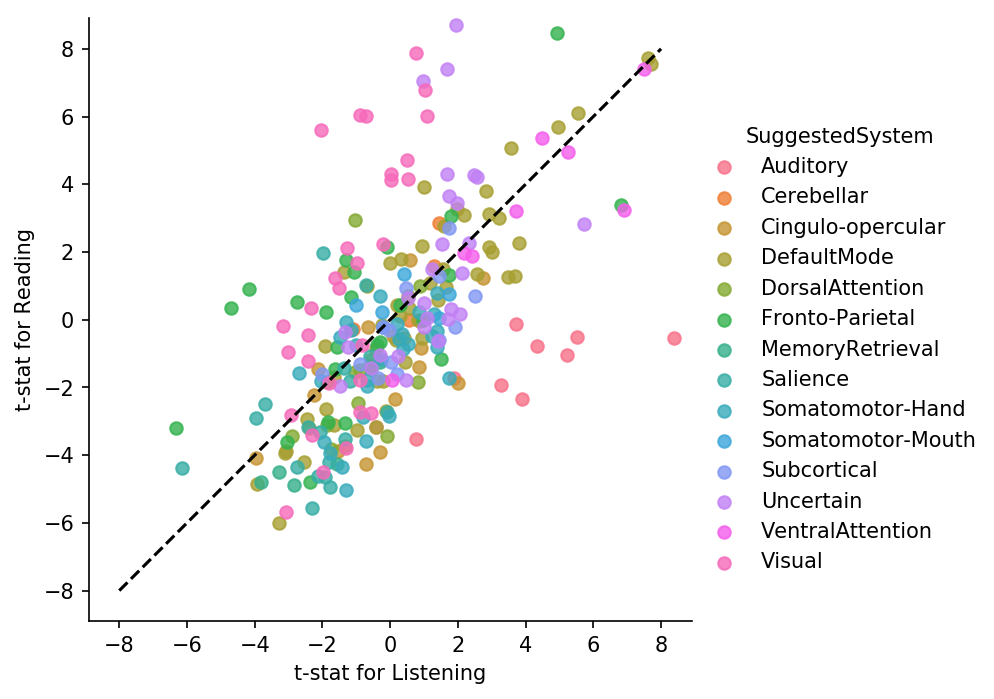 8
6
4
2
0
−2
−4
−6
−8
t-stat for Reading
−8 −6 −4 −2 0 2 4 6 8
t-stat for Listening
SuggestedSystem
Auditory
Cerebellar
Cingulo-opercular
DefaultMode
DorsalAttention
Fronto-Parietal
MemoryRetrieval
Salience
Somatomotor-Hand
Somatomotor-Mouth
Subcortical
Uncertain
VentralAttention
Visual